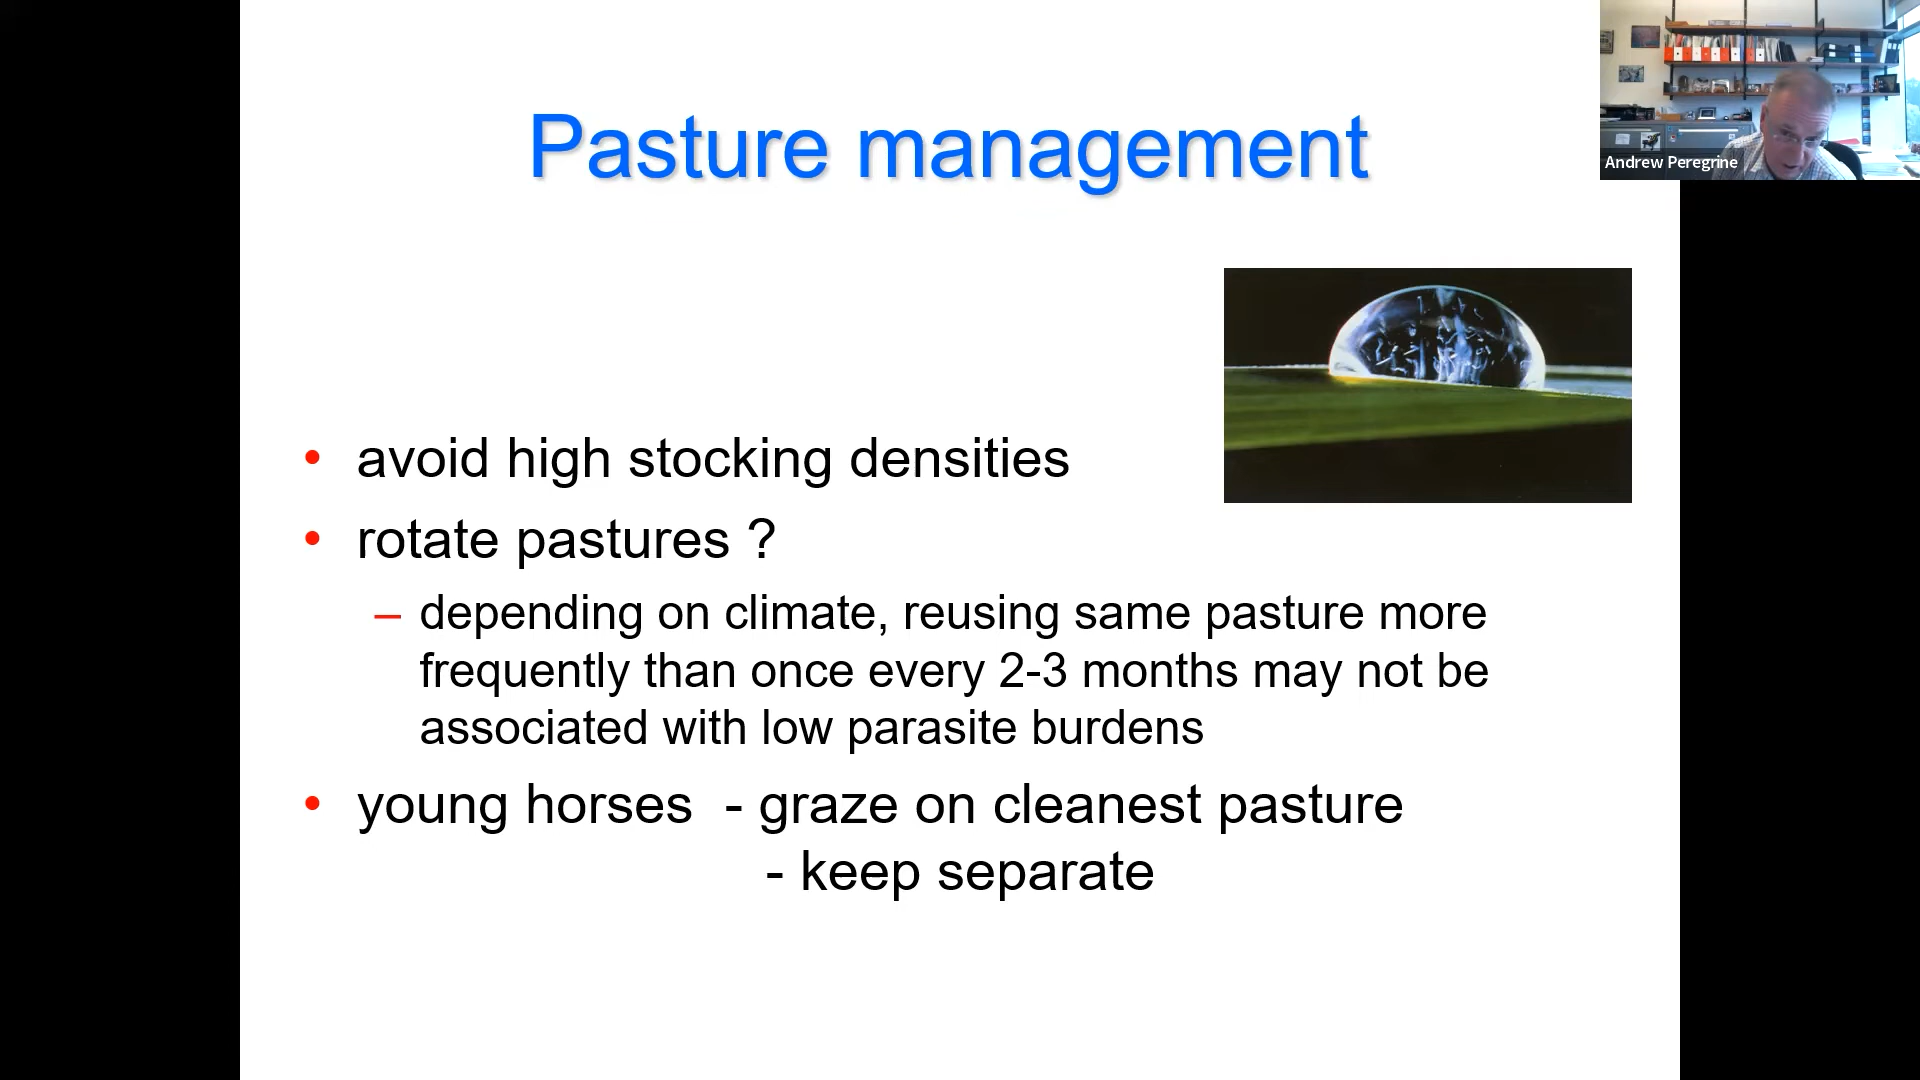 Pasture management
Andrew Peregrine
• avoid high stocking densities
• rotate pastures ?
– depending on climate, reusing same pasture more
frequently than once every 2-3 months may not be
associated with low parasite burdens
• young horses - graze on cleanest pasture
- keep separate